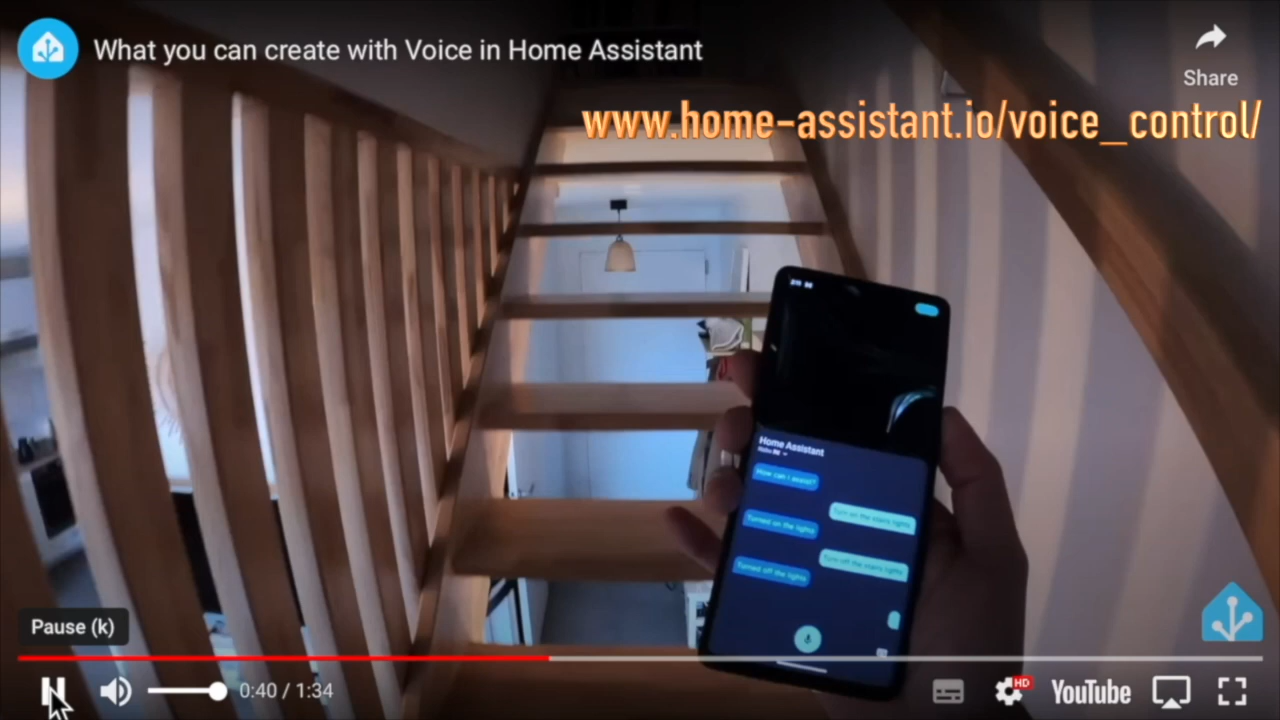 What you can create with Voice in Home Assistant
Share
www.home-assistant.io/voice_control/
Home Assistant
How can I assist?
Turn on the stairs lights
Turned on the lights
Turn off the stairs lights
Turned off the lights
Pause (k)
0:40 / 1:34
HD
YouTube